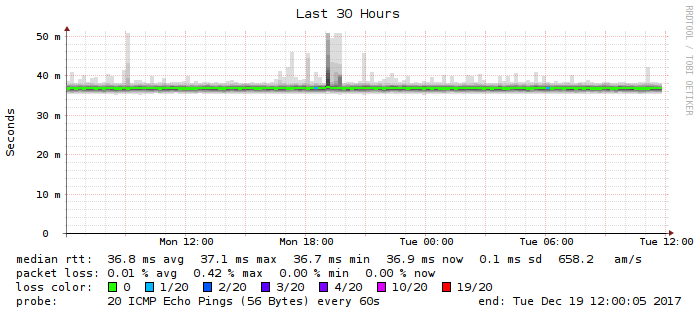 Last 30 Hours
RRDTOOL / TOBI OETIKER
Seconds
50 m
40 m
30 m
20 m
10 m
0
Mon 12:00 Mon 18:00 Tue 00:00 Tue 06:00 Tue 12:00
median rtt: 36.8 ms avg 37.1 ms max 36.7 ms min 36.9 ms now 0.1 ms sd 658.2 am/s
packet loss: 0.01 % avg 0.42 % max 0.00 % min 0.00 % now
loss color: 0 1/20 2/20 3/20 4/20 10/20 19/20
probe: 20 ICMP Echo Pings (56 Bytes) every 60s end: Tue Dec 19 12:00:05 2017